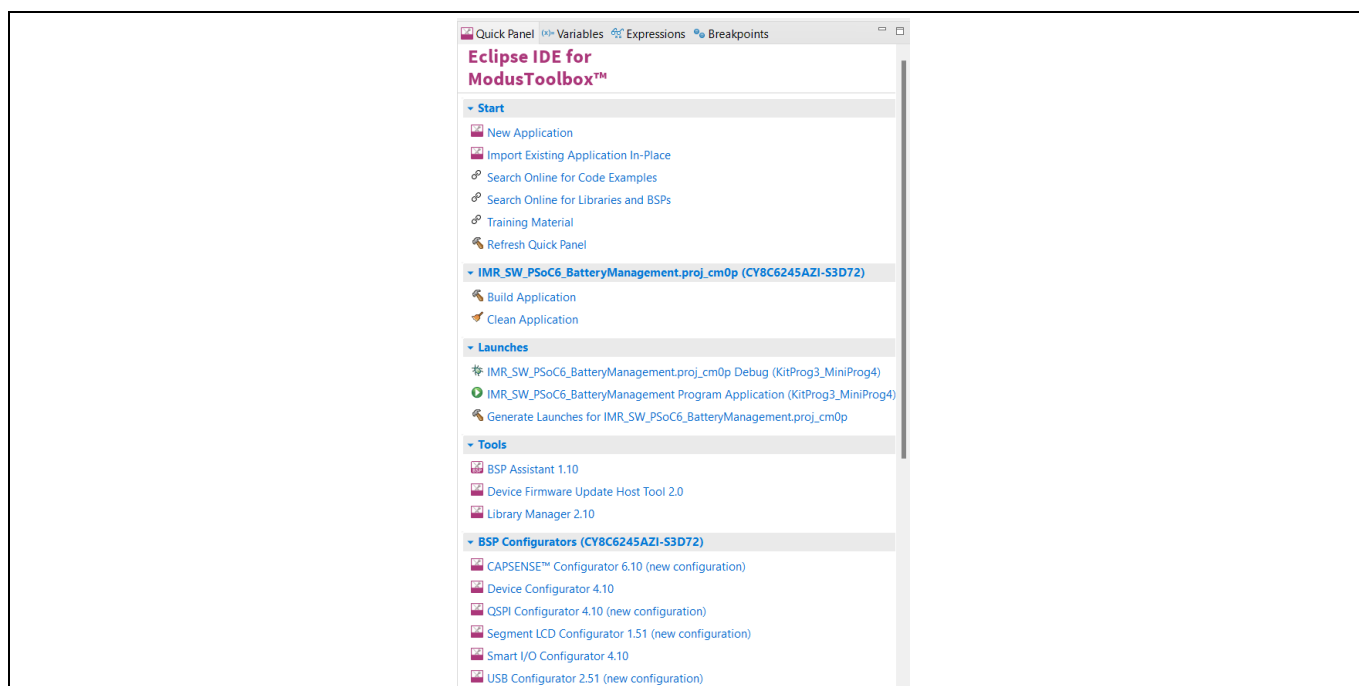 Quick Panel (x)= Variables Expressions Breakpoints
Eclipse IDE for
ModusToolbox™
Start
New Application
Import Existing Application In-Place
Search Online for Code Examples
Search Online for Libraries and BSPs
Training Material
Refresh Quick Panel
IMR_SW_PSoC6_BatteryManagement.proj_cm0p (CY8C6245AZI-S3D72)
Build Application
Clean Application
Launches
IMR_SW_PSoC6_BatteryManagement.proj_cm0p Debug (KitProg3_MiniProg4)
IMR_SW_PSoC6_BatteryManagement Program Application (KitProg3_MiniProg4)
Generate Launches for IMR_SW_PSoC6_BatteryManagement.proj_cm0p
Tools
BSP Assistant 1.10
Device Firmware Update Host Tool 2.0
Library Manager 2.10
BSP Configurators (CY8C6245AZI-S3D72)
CAPSENSE™ Configurator 6.10 (new configuration)
Device Configurator 4.10
QSPI Configurator 4.10 (new configuration)
Segment LCD Configurator 1.51 (new configuration)
Smart I/O Configurator 4.10
USB Configurator 2.51 (new configuration)